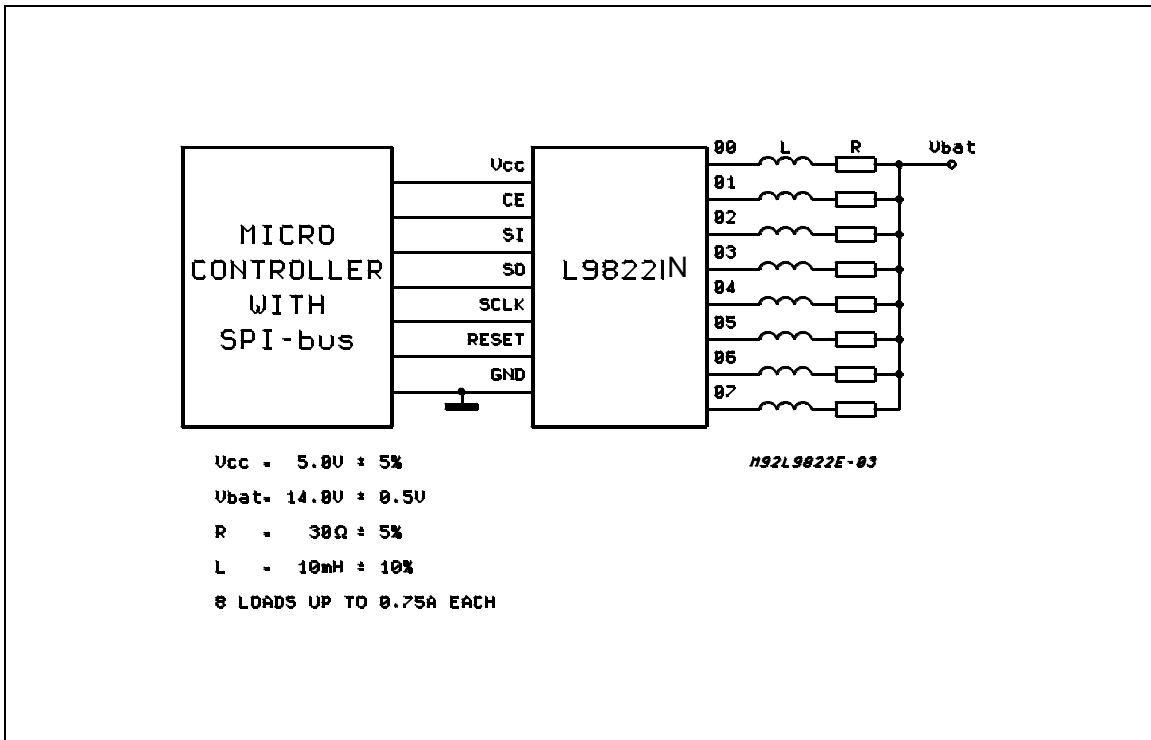 00 L R Vbat
Vcc
01
CE
02
MICRO
SI
03
CONTROLLER
SO
L9822IN
WITH
04
SCLK
SPI-bus
05
RESET
06
GND
07
Vcc = 5.0V ± 5%
M92L9822E-03
Vbat= 14.0V ± 0.5V
R = 30Ω ± 5%
L = 10mH ± 10%
8 LOADS UP TO 0.75A EACH